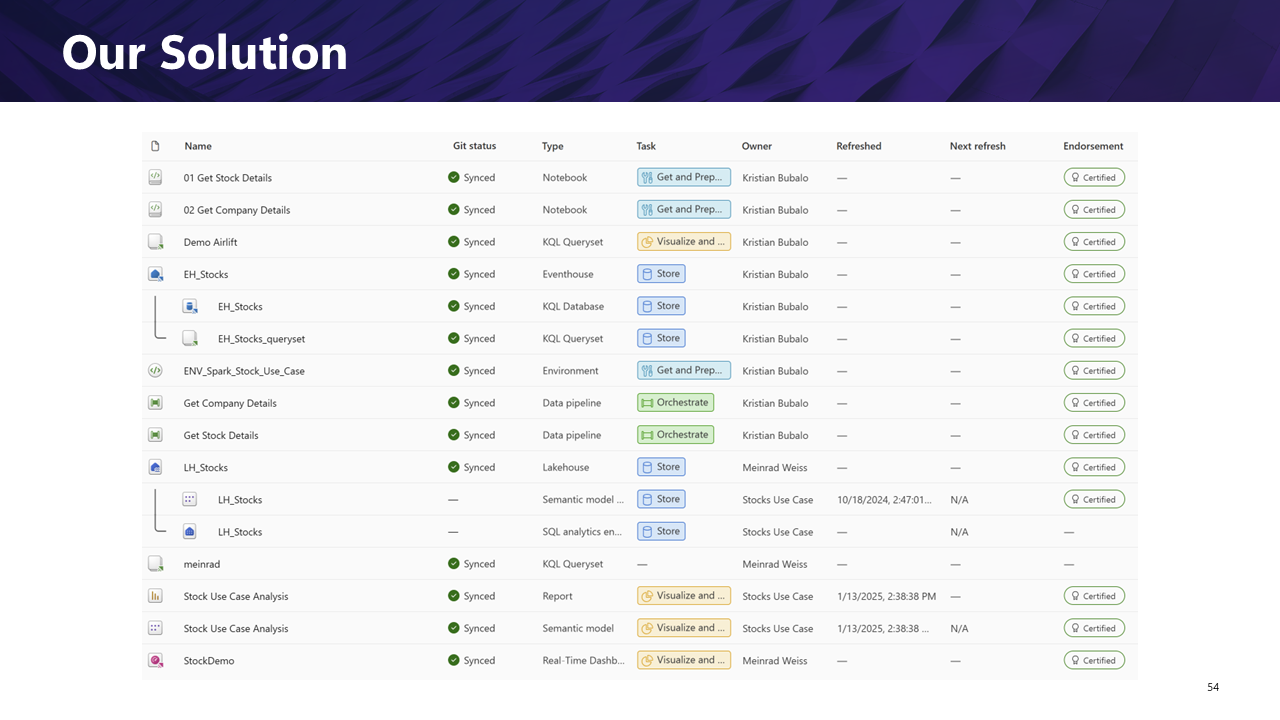 Our Solution
Name Git status Type Task Owner Refreshed Next refresh Endorsement
01 Get Stock Details Synced Notebook Get and Prep... Kristian Bubalo — — Certified
02 Get Company Details Synced Notebook Get and Prep... Kristian Bubalo — — Certified
Demo Airlift Synced KQL Queryset Visualize and ... Kristian Bubalo — — Certified
EH_Stocks Synced Eventhouse Store Kristian Bubalo — — Certified
EH_Stocks Synced KQL Database Store Kristian Bubalo — — Certified
EH_Stocks_queryset Synced KQL Queryset Store Kristian Bubalo — — Certified
ENV_Spark_Stock_Use_Case Synced Environment Get and Prep... Kristian Bubalo — — Certified
Get Company Details Synced Data pipeline Orchestrate Kristian Bubalo — — Certified
Get Stock Details Synced Data pipeline Orchestrate Kristian Bubalo — — Certified
LH_Stocks Synced Lakehouse Store Meinrad Weiss — — Certified
LH_Stocks — Semantic model ... Store Stocks Use Case 10/18/2024, 2:47:01... N/A Certified
LH_Stocks — SQL analytics en... Store Stocks Use Case — N/A —
meinrad Synced KQL Queryset — Meinrad Weiss — — —
Stock Use Case Analysis Synced Report Visualize and ... Stocks Use Case 1/13/2025, 2:38:38 PM — Certified
Stock Use Case Analysis Synced Semantic model Visualize and ... Stocks Use Case 1/13/2025, 2:38:38 ... N/A Certified
StockDemo Synced Real-Time Dashb... Visualize and ... Meinrad Weiss — — Certified
54